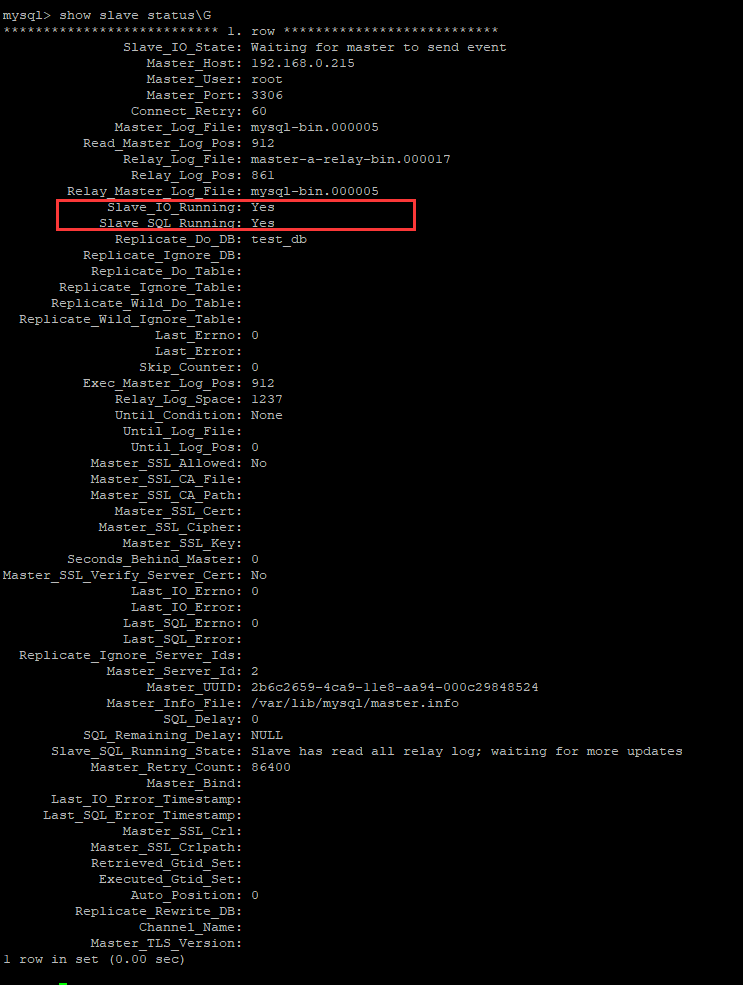 mysql> show slave status\G
*************************** 1. row ***************************
Slave_IO_State: Waiting for master to send event
Master_Host: 192.168.0.215
Master_User: root
Master_Port: 3306
Connect_Retry: 60
Master_Log_File: mysql-bin.000005
Read_Master_Log_Pos: 912
Relay_Log_File: master-a-relay-bin.000017
Relay_Log_Pos: 861
Relay_Master_Log_File: mysql-bin.000005
Slave_IO_Running: Yes
Slave_SQL_Running: Yes
Replicate_Do_DB: test_db
Replicate_Ignore_DB:
Replicate_Do_Table:
Replicate_Ignore_Table:
Replicate_Wild_Do_Table:
Replicate_Wild_Ignore_Table:
Last_Errno: 0
Last_Error:
Skip_Counter: 0
Exec_Master_Log_Pos: 912
Relay_Log_Space: 1237
Until_Condition: None
Until_Log_File:
Until_Log_Pos: 0
Master_SSL_Allowed: No
Master_SSL_CA_File:
Master_SSL_CA_Path:
Master_SSL_Cert:
Master_SSL_Cipher:
Master_SSL_Key:
Seconds_Behind_Master: 0
Master_SSL_Verify_Server_Cert: No
Last_IO_Errno: 0
Last_IO_Error:
Last_SQL_Errno: 0
Last_SQL_Error:
Replicate_Ignore_Server_Ids:
Master_Server_Id: 2
Master_UUID: 2b6c2659-4ca9-11e8-aa94-000c29848524
Master_Info_File: /var/lib/mysql/master.info
SQL_Delay: 0
SQL_Remaining_Delay: NULL
Slave_SQL_Running_State: Slave has read all relay log; waiting for more updates
Master_Retry_Count: 86400
Master_Bind:
Last_IO_Error_Timestamp:
Last_SQL_Error_Timestamp:
Master_SSL_Crl:
Master_SSL_Crlpath:
Retrieved_Gtid_Set:
Executed_Gtid_Set:
Auto_Position: 0
Replicate_Rewrite_DB:
Channel_Name:
Master_TLS_Version:
1 row in set (0.00 sec)